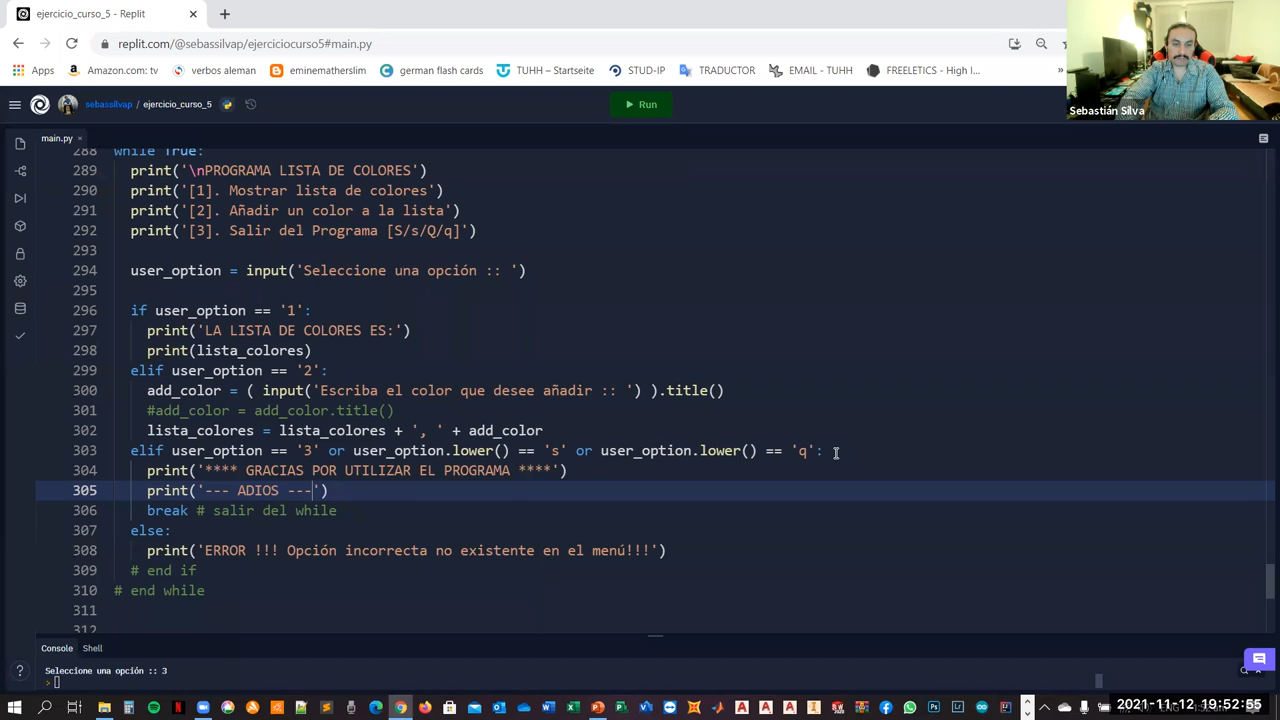 ejercicio_curso_5 - Replit
replit.com/@sebassilvap/ejerciciocurso5#main.py
Apps
Amazon.com: tv
verbos aleman
eminematherslim
german flash cards
TUHH – Startseite
STUD-IP
TRADUCTOR
EMAIL - TUHH
FREELETICS - High I...
»
Sebastián Silva
sebassilvap / ejercicio_curso_5
Run
main.py
288 while True:
289 print('\nPROGRAMA LISTA DE COLORES')
290 print('[1]. Mostrar lista de colores')
291 print('[2]. Añadir un color a la lista')
292 print('[3]. Salir del Programa [S/s/Q/q]')
293
294 user_option = input('Seleccione una opción :: ')
295
296 if user_option == '1':
297 print('LA LISTA DE COLORES ES:')
298 print(lista_colores)
299 elif user_option == '2':
300 add_color = ( input('Escriba el color que desee añadir :: ') ).title()
301 #add_color = add_color.title()
302 lista_colores = lista_colores + ', ' + add_color
303 elif user_option == '3' or user_option.lower() == 's' or user_option.lower() == 'q':
304 print('**** GRACIAS POR UTILIZAR EL PROGRAMA ****')
305 print('--- ADIOS ---')
306 break # salir del while
307 else:
308 print('ERROR !!! Opción incorrecta no existente en el menú!!!')
309 # end if
310 # end while
311
312
Console Shell
Seleccione una opción :: 3
>
2021-11-12 19:52:55